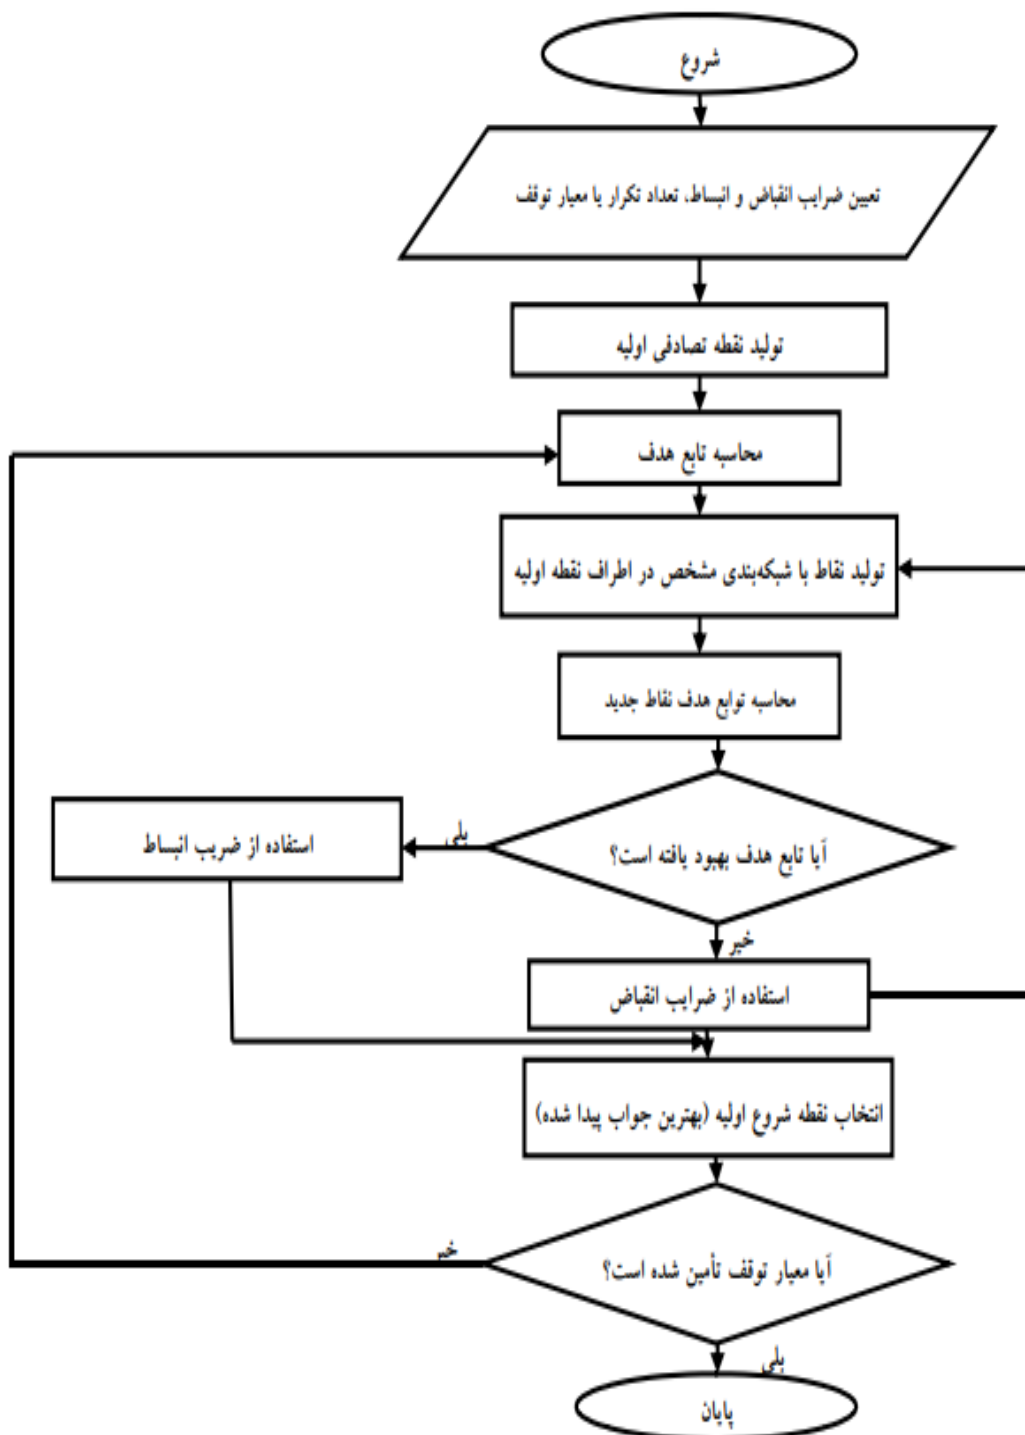 شروع
تعیین ضرایب انقباض و انبساط، تعداد تکرار یا معیار توقف
تولید نقطه تصادفی اولیه
محاسبه تابع هدف
تولید نقاط با شبکه‌بندی مشخص در اطراف نقطه اولیه
محاسبه توابع هدف نقاط جدید
آیا تابع هدف بهبود یافته است؟
بلی
استفاده از ضریب انبساط
خیر
استفاده از ضرایب انقباض
انتخاب نقطه شروع اولیه (بهترین جواب پیدا شده)
آیا معیار توقف تأمین شده است؟
خیر
بلی
پایان